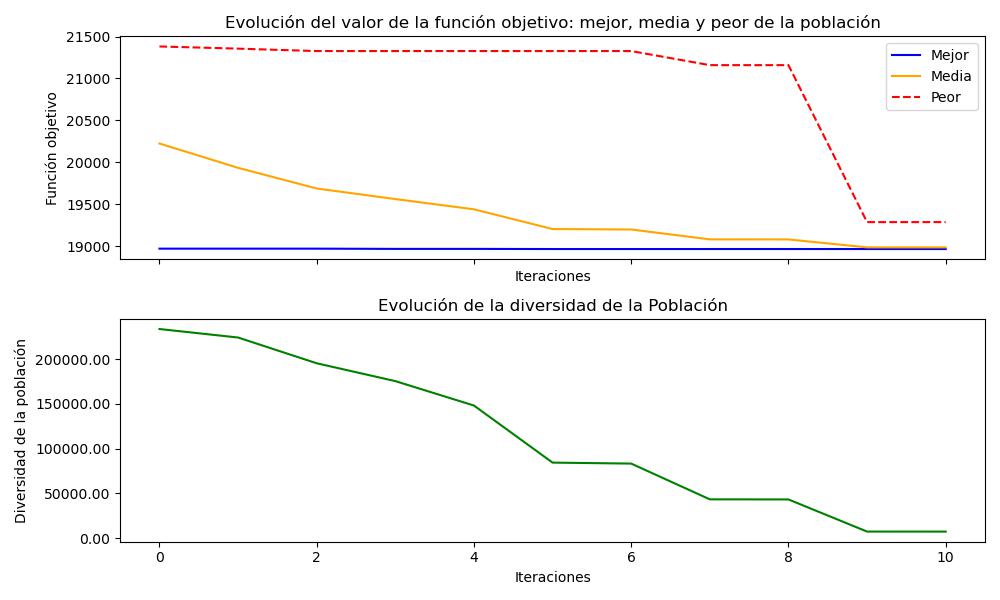 Evolución del valor de la función objetivo: mejor, media y peor de la población
21500
21000
20500
20000
19500
19000
Función objetivo
Mejor
Media
Peor
Iteraciones
Evolución de la diversidad de la Población
200000.00
150000.00
100000.00
50000.00
0.00
Diversidad de la población
0 2 4 6 8 10
Iteraciones